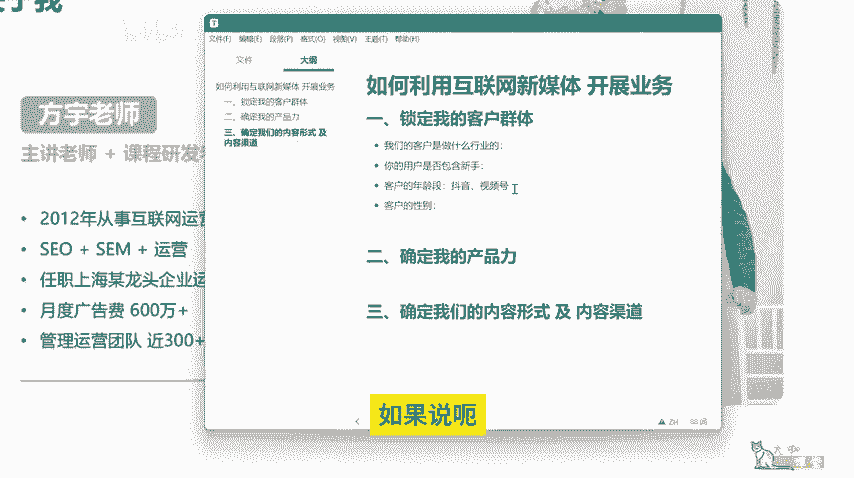 方宇老师
主讲老师 + 课程研发
2012年从事互联网运营
SEO + SEM + 运营
任职上海某龙头企业运
月度广告费 600万+
管理运营团队 近300+
文件(F) 编辑(E) 段落(P) 格式(O) 视图(V) 主题(T) 帮助(H)
文件 大纲
如何利用互联网新媒体 开展业务
一、锁定我的客户群体
二、确定我的产品力
三、确定我们的内容形式 及
内容渠道
如何利用互联网新媒体 开展业务
一、锁定我的客户群体
我们的客户是做什么行业的；
你的用户是否包含新手；
客户的年龄段：抖音、视频号
客户的性别；
二、确定我的产品力
三、确定我们的内容形式 及 内容渠道
如果说呃
ZH